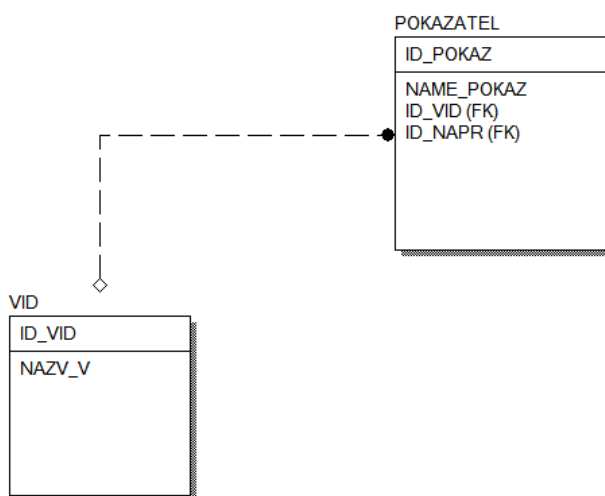 POKAZATEL
ID_POKAZ
NAME_POKAZ
ID_VID (FK)
ID_NAPR (FK)
VID
ID_VID
NAZV_V